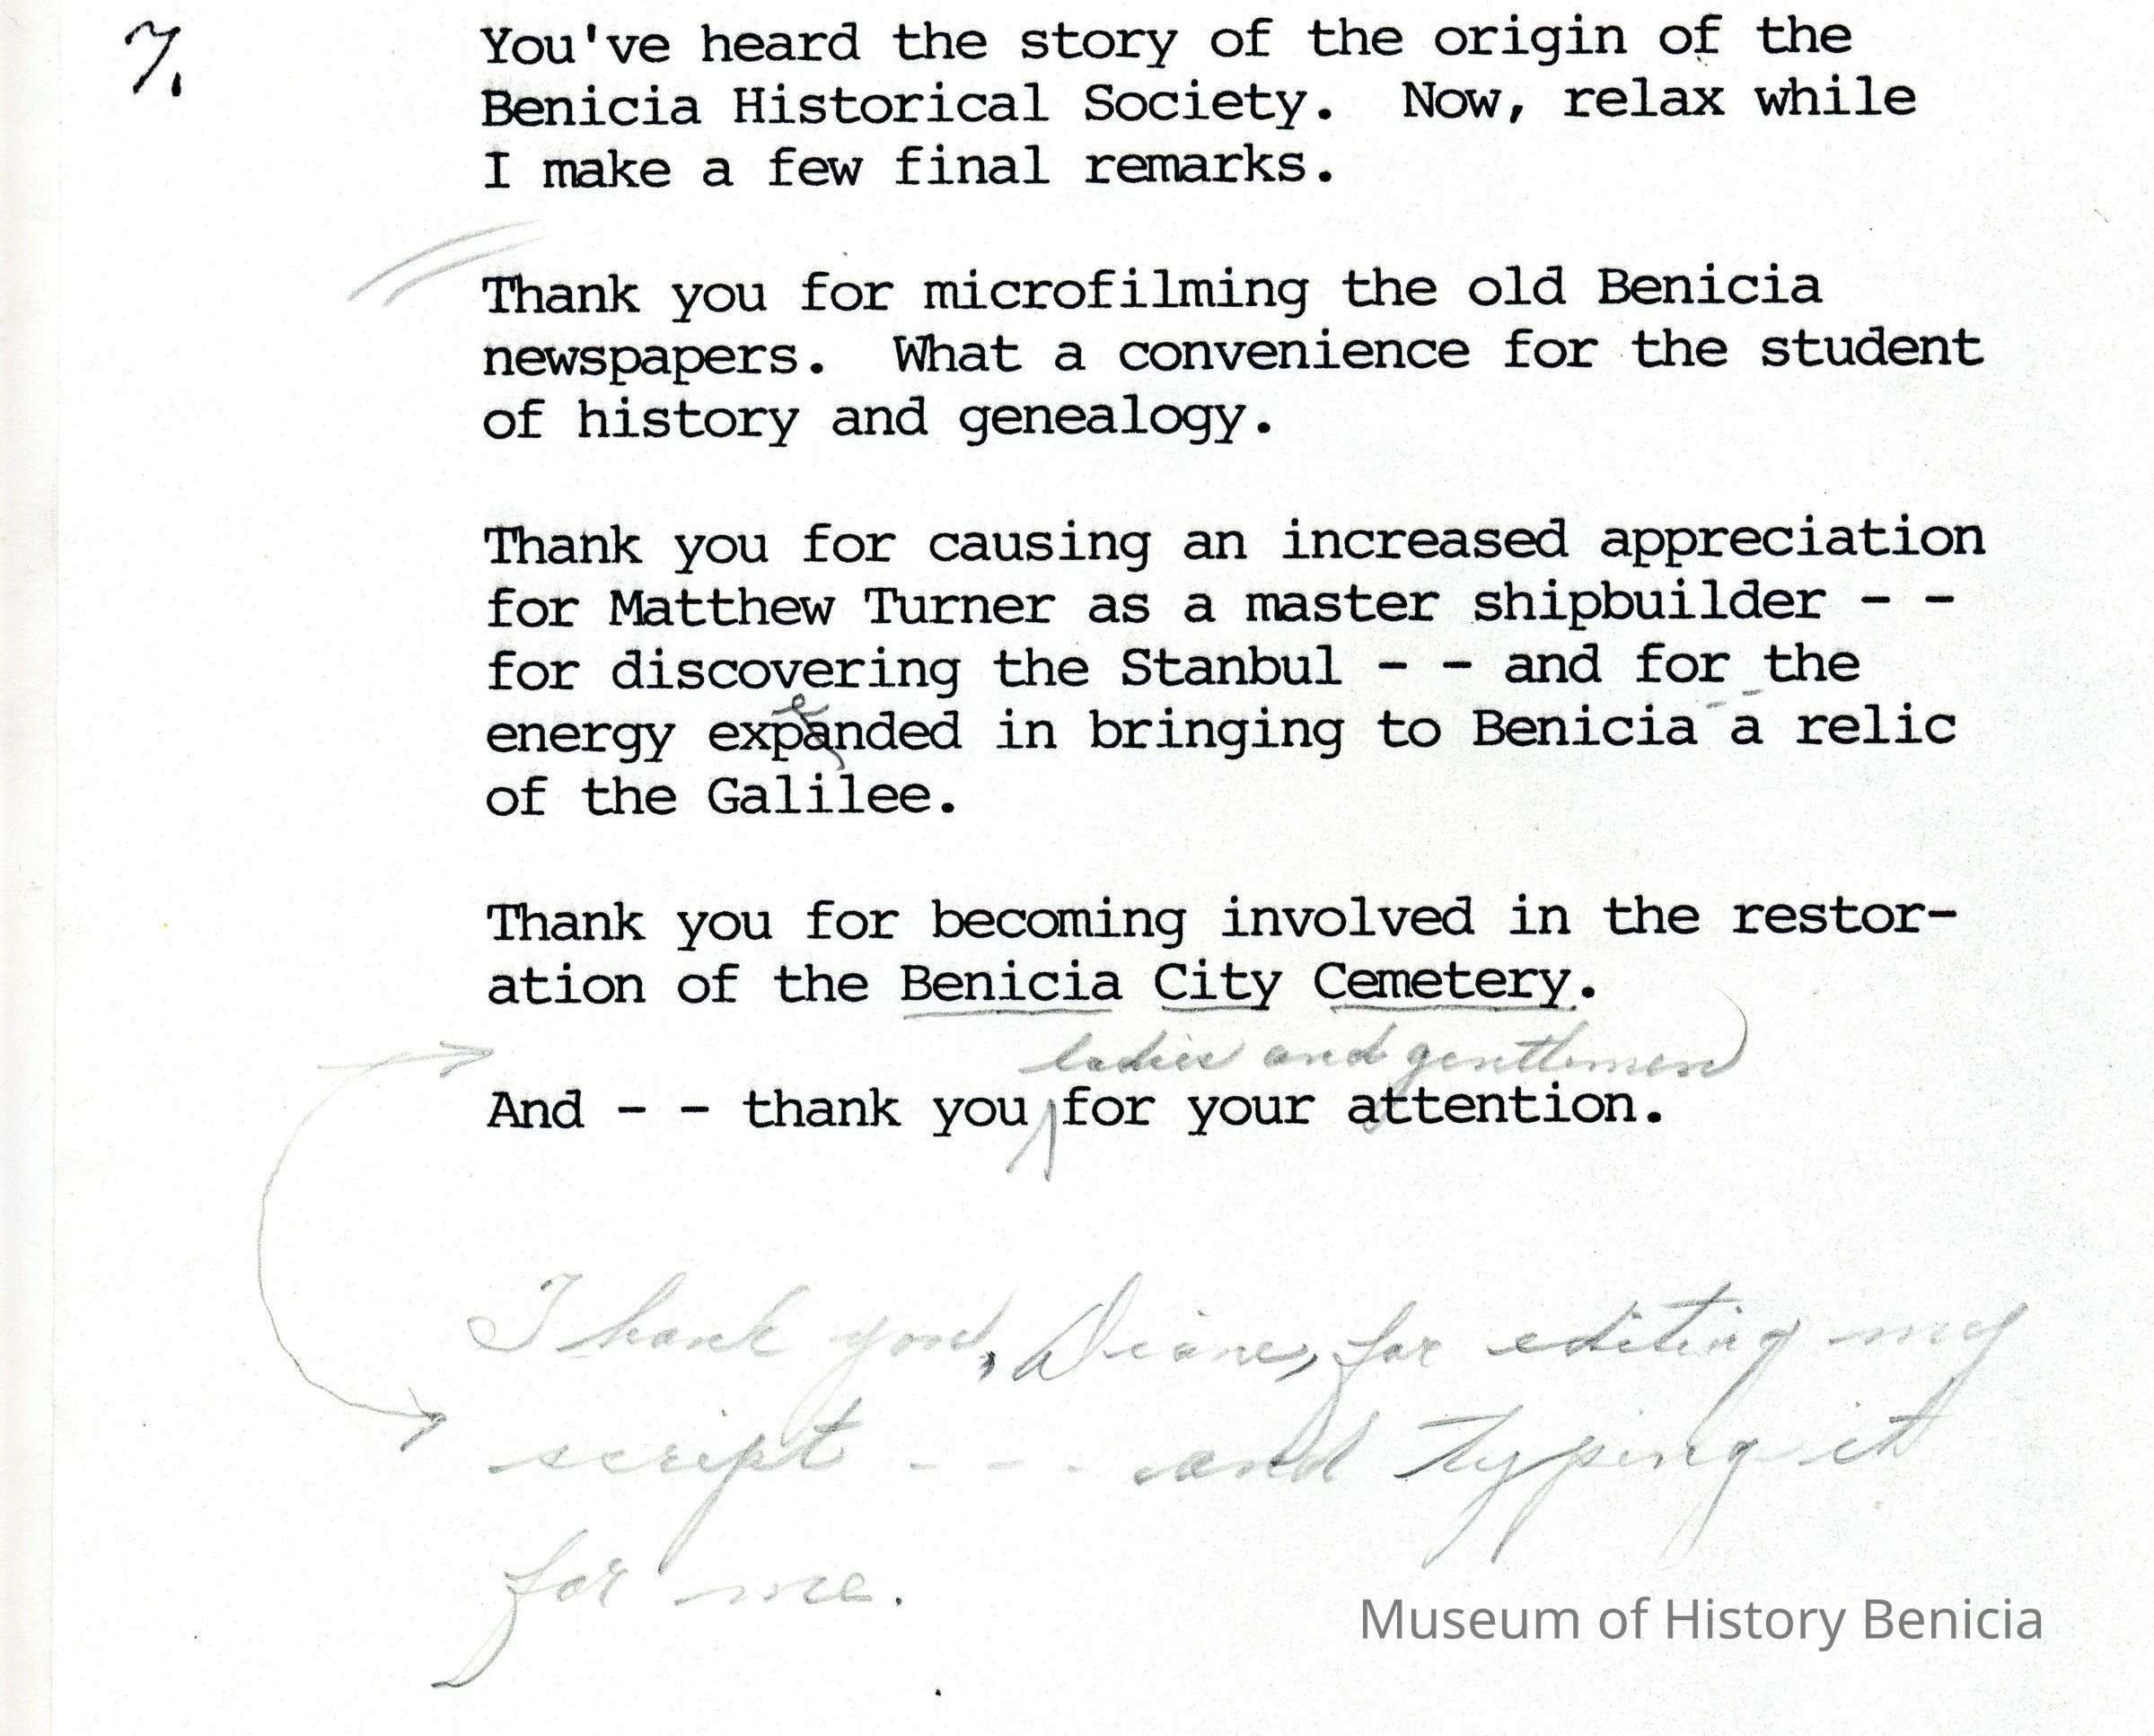 7.
You've heard the story of the origin of the
Benicia Historical Society. Now, relax while
I make a few final remarks.
Thank you for microfilming the old Benicia
newspapers. What a convenience for the student
of history and genealogy.
Thank you for causing an increased appreciation
for Matthew Turner as a master shipbuilder - -
for discovering the Stanbul - - and for the
e
energy expanded in bringing to Benicia a relic
of the Galilee.
Thank you for becoming involved in the restor-
ation of the Benicia City Cemetery.
ladies and gentlemen
And - - thank you for your attention.
Thank you, Diane, for editing my
script - - - and typing it
for me.
Museum of History Benicia